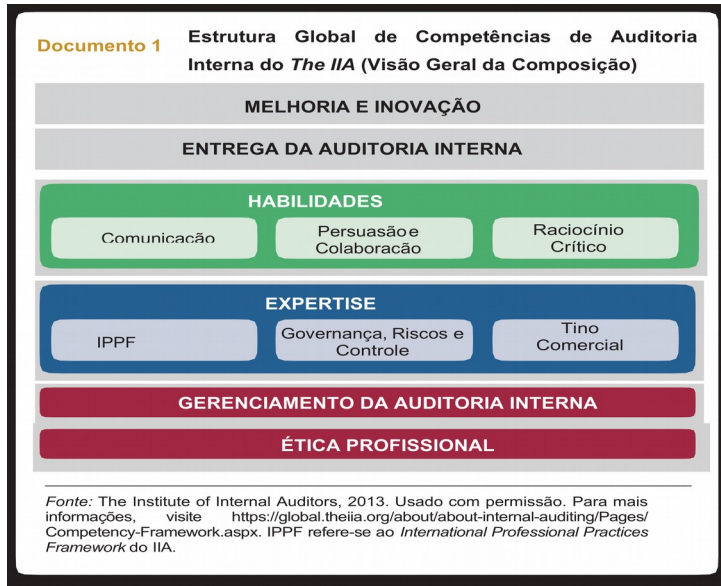 Documento 1
Estrutura Global de Competências de Auditoria
Interna do The IIA (Visão Geral da Composição)
MELHORIA E INOVAÇÃO
ENTREGA DA AUDITORIA INTERNA
HABILIDADES
Comunicacão
Persuasão e
Colaboracão
Raciocínio
Crítico
EXPERTISE
IPPF
Governança, Riscos e
Controle
Tino
Comercial
GERENCIAMENTO DA AUDITORIA INTERNA
ÉTICA PROFISSIONAL
Fonte: The Institute of Internal Auditors, 2013. Usado com permissão. Para mais
informações, visite https://global.theiia.org/about/about-internal-auditing/Pages/
Competency-Framework.aspx. IPPF refere-se ao International Professional Practices
Framework do IIA.